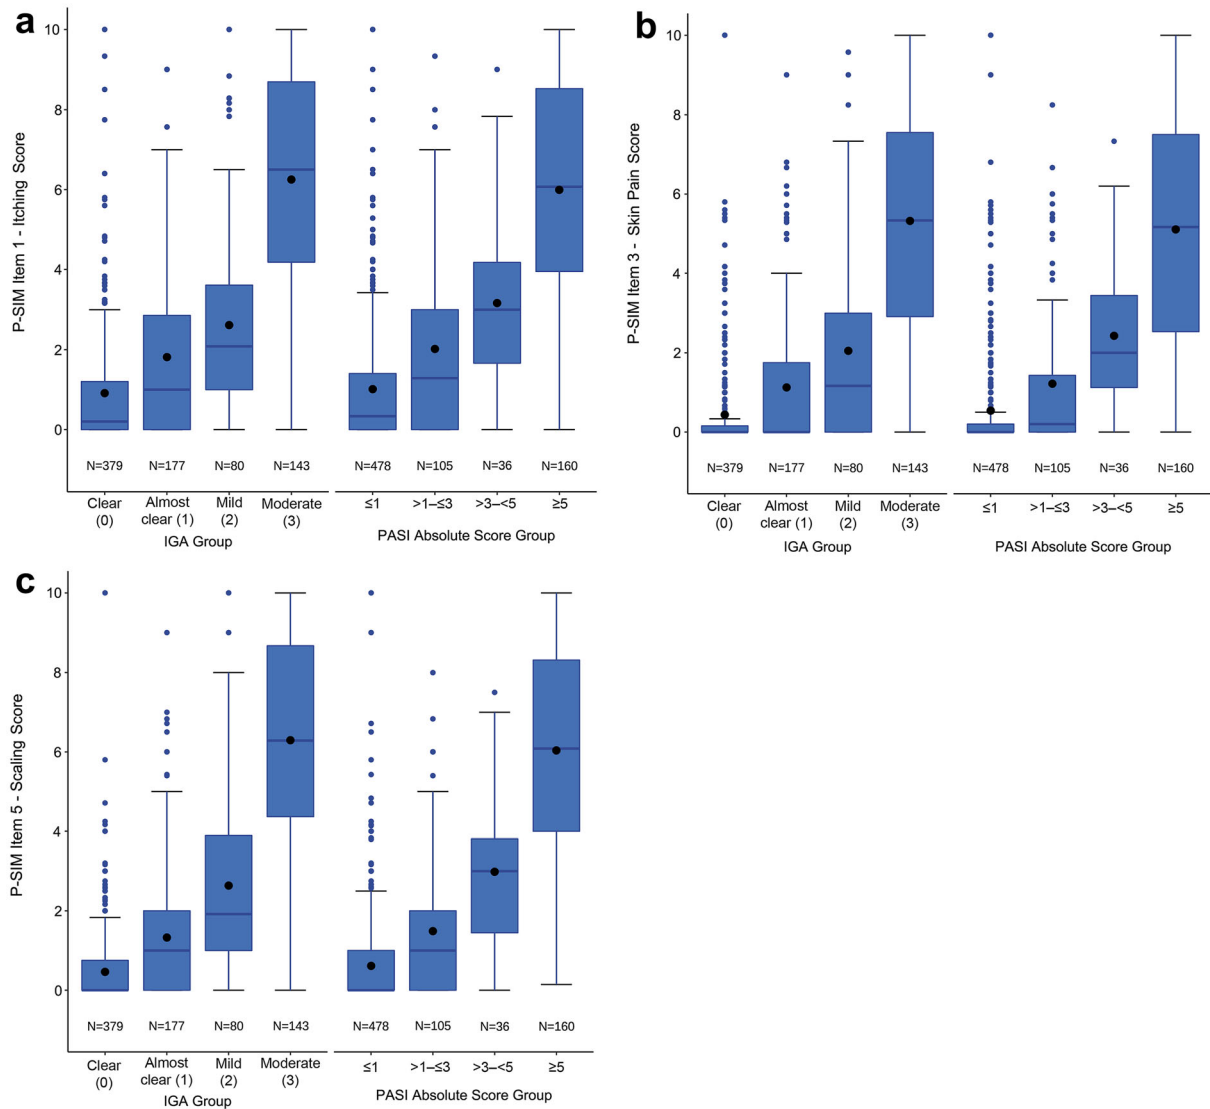 a
P-SIM Item 1 - Itching Score
10
8
6
4
2
0
N=379 N=177 N=80 N=143 N=478 N=105 N=36 N=160
Clear Almost Mild Moderate ≤1 >1–≤3 >3–<5 ≥5
(0) clear (1) (2) (3)
IGA Group PASI Absolute Score Group
b
P-SIM Item 3 - Skin Pain Score
10
8
6
4
2
0
N=379 N=177 N=80 N=143 N=478 N=105 N=36 N=160
Clear Almost Mild Moderate ≤1 >1–≤3 >3–<5 ≥5
(0) clear (1) (2) (3)
IGA Group PASI Absolute Score Group
c
P-SIM Item 5 - Scaling Score
10
8
6
4
2
0
N=379 N=177 N=80 N=143 N=478 N=105 N=36 N=160
Clear Almost Mild Moderate ≤1 >1–≤3 >3–<5 ≥5
(0) clear (1) (2) (3)
IGA Group PASI Absolute Score Group